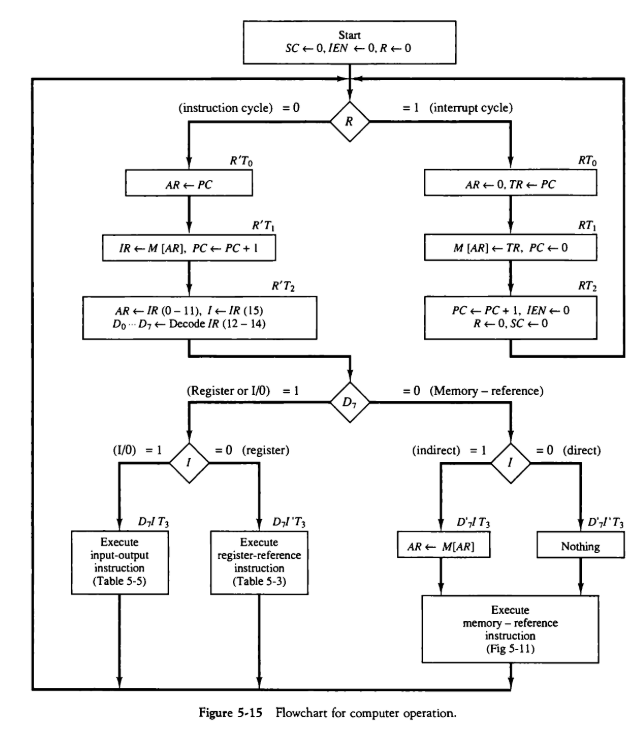 Start
SC ← 0, IEN ← 0, R ← 0
(instruction cycle) = 0
= 1 (interrupt cycle)
R
R'T₀
AR ← PC
RT₀
AR ← 0, TR ← PC
R'T₁
IR ← M [AR], PC ← PC + 1
RT₁
M [AR] ← TR, PC ← 0
R'T₂
AR ← IR (0 – 11), I ← IR (15)
D₀ ··· D₇ ← Decode IR (12 – 14)
RT₂
PC ← PC + 1, IEN ← 0
R ← 0, SC ← 0
(Register or I/0) = 1
= 0 (Memory – reference)
D₇
(I/0) = 1
= 0 (register)
I
(indirect) = 1
= 0 (direct)
I
D₇I T₃
Execute
input-output
instruction
(Table 5-5)
D₇I'T₃
Execute
register-reference
instruction
(Table 5-3)
D'₇I T₃
AR ← M[AR]
D'₇I'T₃
Nothing
Execute
memory – reference
instruction
(Fig 5-11)
Figure 5-15 Flowchart for computer operation.